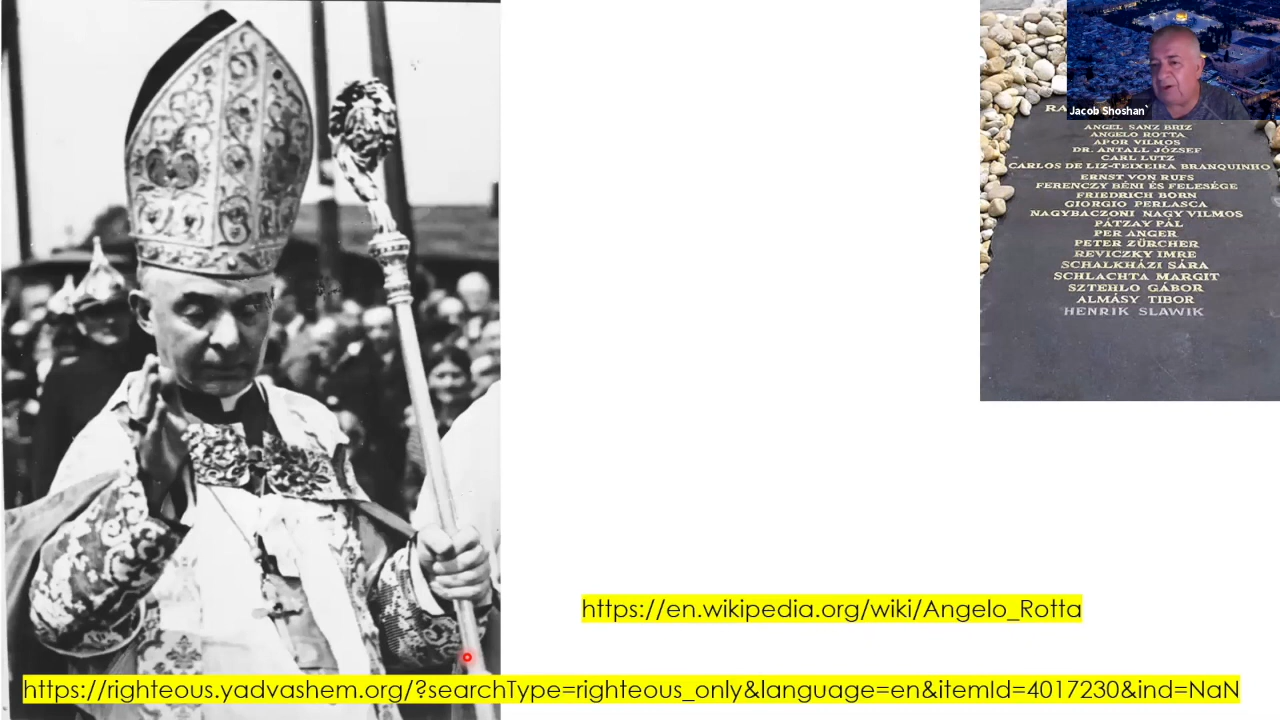 Jacob Shoshan`
RA
ANGEL SANZ BRIZ
ANGELO ROTTA
APOR VILMOS
DR. ANTALL JÓZSEF
CARL LUTZ
CARLOS DE LIZ-TEIXEIRA BRANQUINHO
ERNST VON RUFS
FERENCZY BÉNI ÉS FELESÉGE
FRIEDRICH BORN
GIORGIO PERLASCA
NAGYBACZONI NAGY VILMOS
PÁTZAY PÁL
PER ANGER
PETER ZÜRCHER
REVICZKY IMRE
SCHALKHÁZI SÁRA
SCHLACHTA MARGIT
SZTEHLO GÁBOR
ALMÁSY TIBOR
HENRIK SLAWIK
https://en.wikipedia.org/wiki/Angelo_Rotta
https://righteous.yadvashem.org/?searchType=righteous_only&language=en&itemId=4017230&ind=NaN